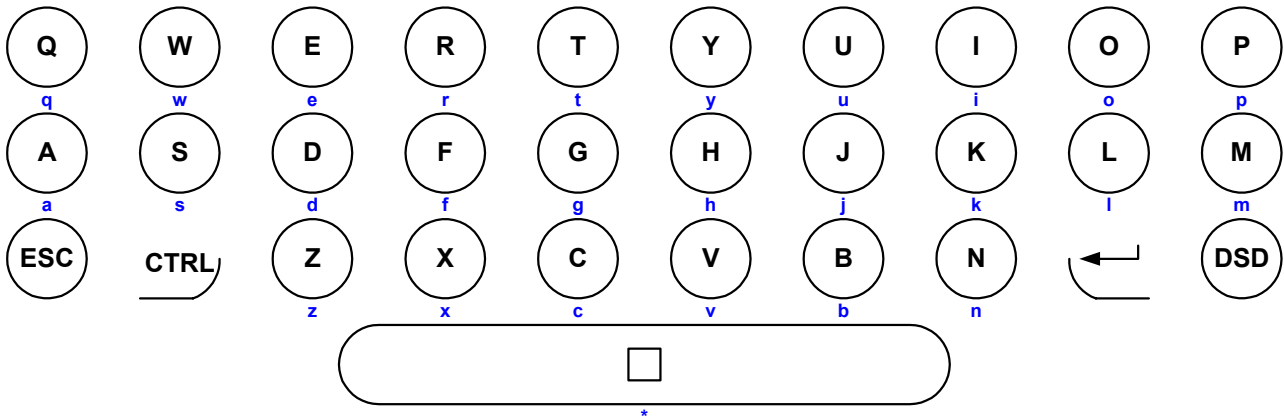 Q W E R T Y U I O P
q w e r t y u i o p
A S D F G H J K L M
a s d f g h j k l m
ESC CTRL Z X C V B N DSD
z x c v b n
*